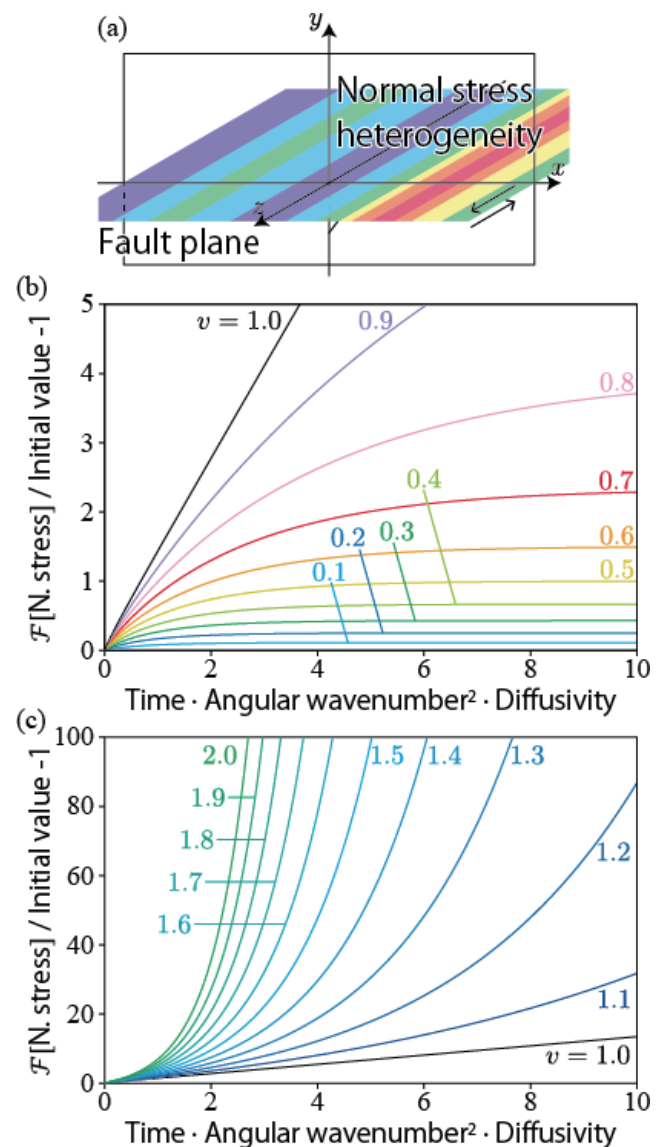 (a)
y
Normal stress
heterogeneity
x
z
Fault plane
(b)
5
4
3
2
1
0
v = 1.0
0.9
0.8
0.7
0.6
0.5
0.4
0.3
0.2
0.1
0 2 4 6 8 10
ℱ[N. stress] / Initial value -1
Time · Angular wavenumber² · Diffusivity
(c)
100
80
60
40
20
0
2.0
1.9
1.8
1.7
1.6
1.5
1.4
1.3
1.2
1.1
v = 1.0
0 2 4 6 8 10
ℱ[N. stress] / Initial value -1
Time · Angular wavenumber² · Diffusivity